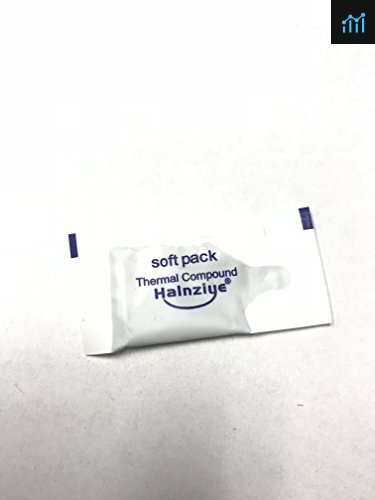 soft pack
Thermal Compound
Halnziye®